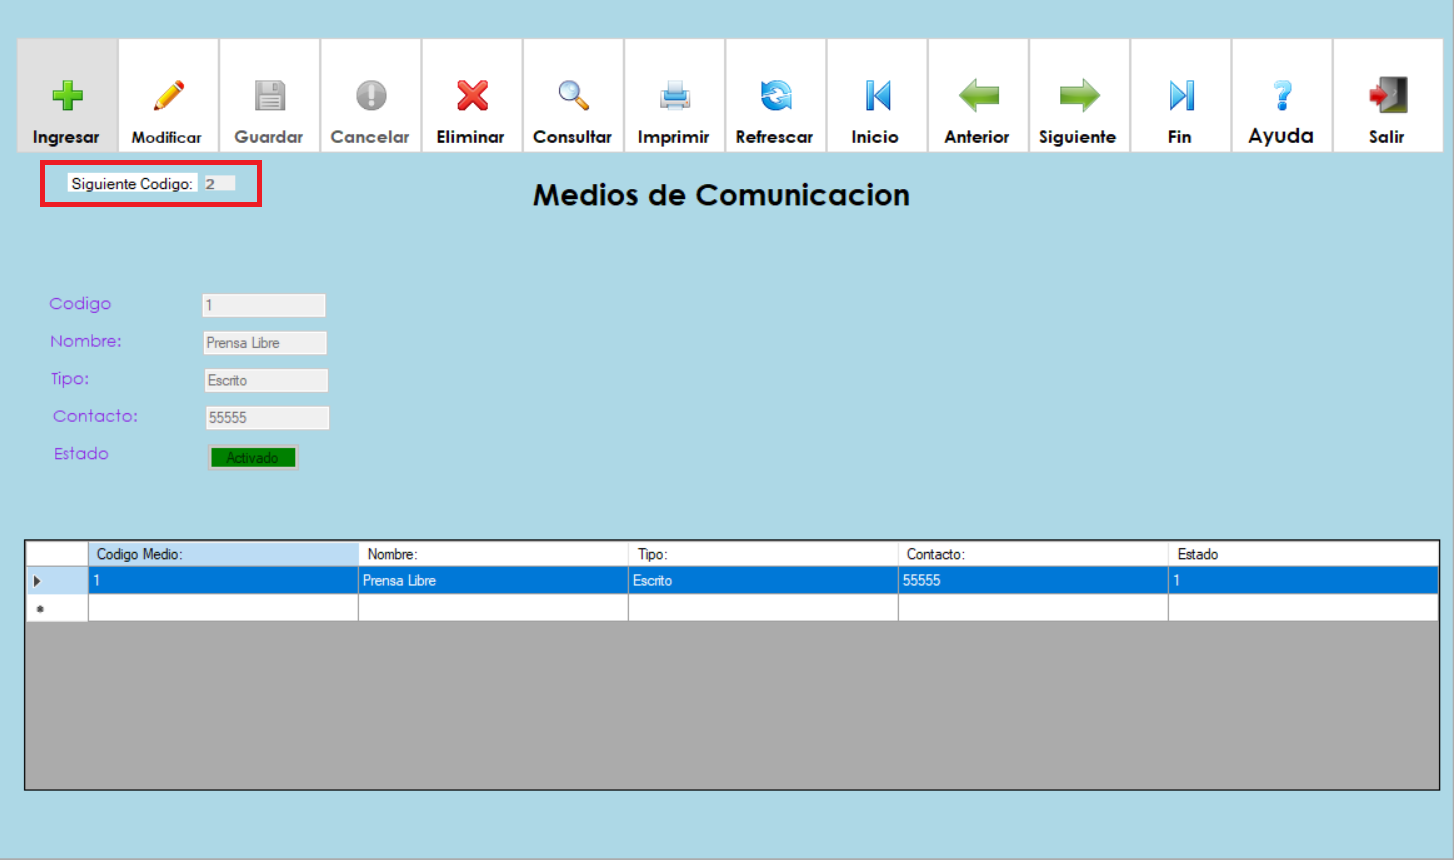 Ingresar Modificar Guardar Cancelar Eliminar Consultar Imprimir Refrescar Inicio Anterior Siguiente Fin Ayuda Salir
Siguiente Codigo: 2
Medios de Comunicacion
Codigo 1
Nombre: Prensa Libre
Tipo: Escrito
Contacto: 55555
Estado Activado
Codigo Medio: Nombre: Tipo: Contacto: Estado
1 Prensa Libre Escrito 55555 1